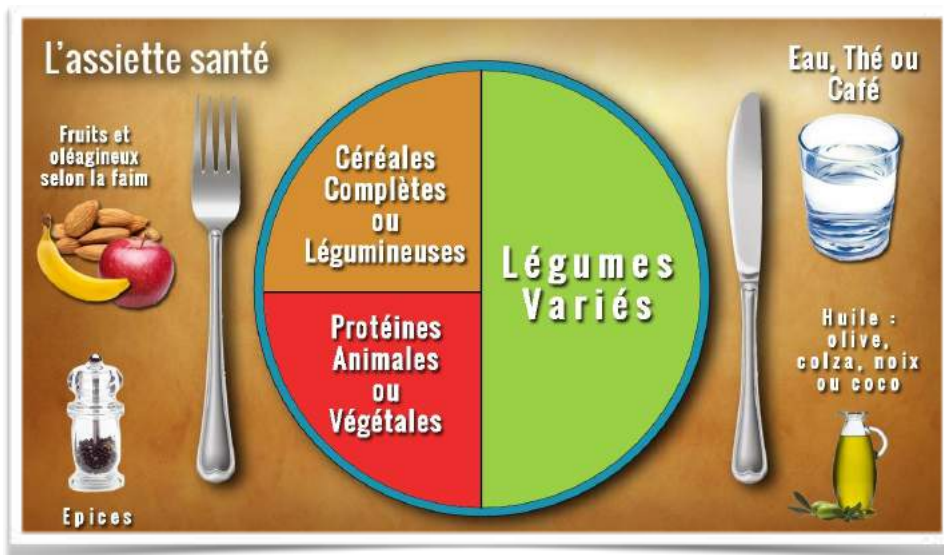 L'assiette santé
Fruits et
oléagineux
selon la faim
Epices
Céréales
Complètes
ou
Légumineuses
Protéines
Animales
ou
Végétales
Légumes
Variés
Eau, Thé ou
Café
Huile :
olive,
colza, noix
ou coco